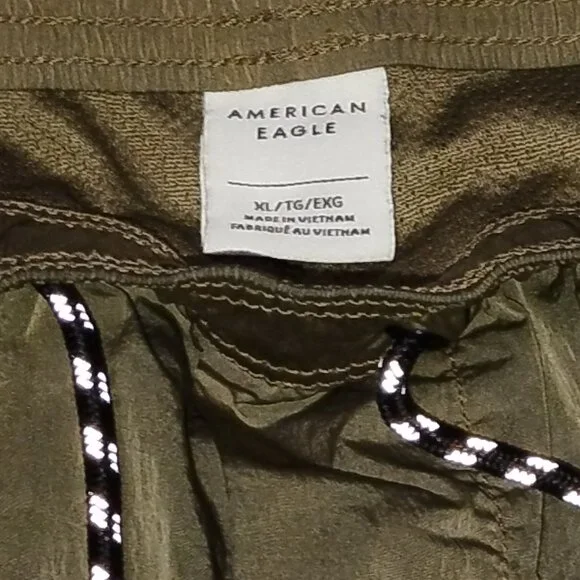 AMERICAN
EAGLE
XL/TG/EXG
MADE IN VIETNAM
FABRIQUÉ AU VIETNAM